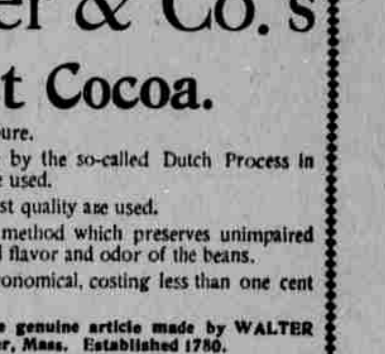 er & Co.'s
t Cocoa.
ure.
by the so-called Dutch Process in
used.
st quality are used.
method which preserves unimpaired
flavor and odor of the beans.
onomical, costing less than one cent
e genuine article made by WALTER
er, Mass. Established 1780.